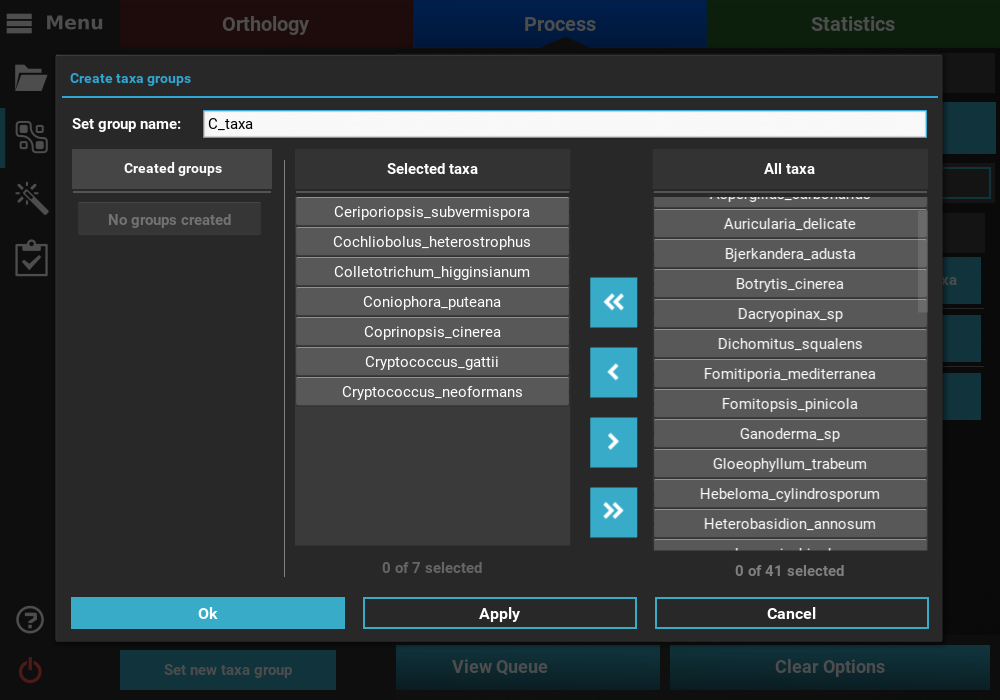 Menu
Orthology
Process
Statistics
Create taxa groups
Set group name:
C_taxa
Created groups
No groups created
Selected taxa
Ceriporiopsis_subvermispora
Cochliobolus_heterostrophus
Colletotrichum_higginsianum
Coniophora_puteana
Coprinopsis_cinerea
Cryptococcus_gattii
Cryptococcus_neoformans
0 of 7 selected
All taxa
Auricularia_delicate
Bjerkandera_adusta
Botrytis_cinerea
Dacryopinax_sp
Dichomitus_squalens
Fomitiporia_mediterranea
Fomitopsis_pinicola
Ganoderma_sp
Gloeophyllum_trabeum
Hebeloma_cylindrosporum
Heterobasidion_annosum
0 of 41 selected
xa
Ok
Apply
Cancel
Set new taxa group
View Queue
Clear Options